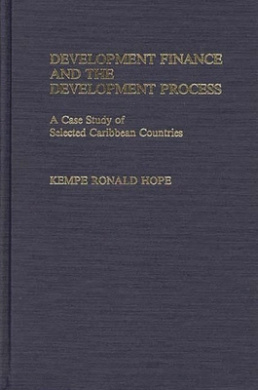 DEVELOPMENT FINANCE
AND THE
DEVELOPMENT PROCESS
A Case Study of
Selected Caribbean Countries
KEMPE RONALD HOPE